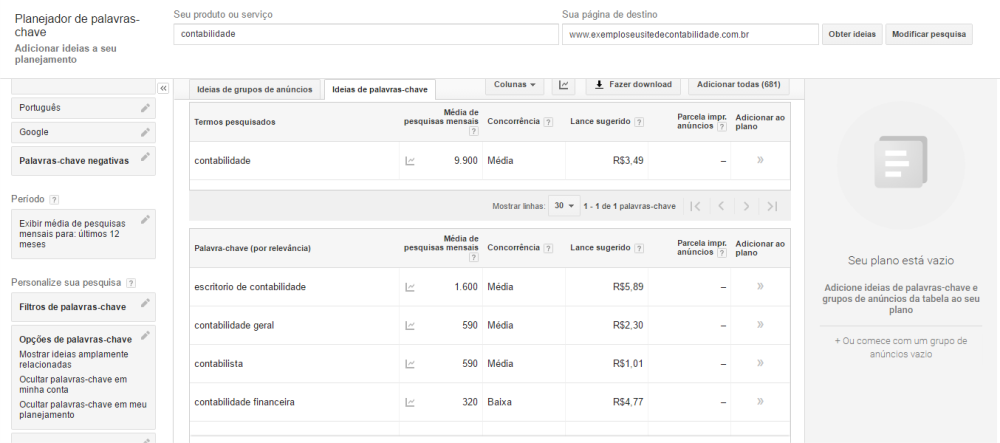 Planejador de palavras-
chave
Adicionar ideias a seu
planejamento
Seu produto ou serviço
contabilidade
Sua página de destino
www.exemploseusitedecontabilidade.com.br
Obter ideias
Modificar pesquisa
Português
Google
Palavras-chave negativas
Período ?
Exibir média de pesquisas
mensais para: últimos 12
meses
Personalize sua pesquisa ?
Filtros de palavras-chave
Opções de palavras-chave
Mostrar ideias amplamente
relacionadas
Ocultar palavras-chave em
minha conta
Ocultar palavras-chave em meu
planejamento
Ideias de grupos de anúncios
Ideias de palavras-chave
Colunas
Fazer download
Adicionar todas (681)
Termos pesquisados
Média de
pesquisas mensais
?
Concorrência ?
Lance sugerido ?
Parcela impr.
anúncios ?
Adicionar ao
plano
contabilidade 9.900 Média R$3,49 – »
Mostrar linhas: 30 1 - 1 de 1 palavras-chave
Palavra-chave (por relevância)
Média de
pesquisas mensais
?
Concorrência ?
Lance sugerido ?
Parcela impr.
anúncios ?
Adicionar ao
plano
escritorio de contabilidade 1.600 Média R$5,89 – »
contabilidade geral 590 Média R$2,30 – »
contabilista 590 Média R$1,01 – »
contabilidade financeira 320 Baixa R$4,77 – »
Seu plano está vazio
Adicione ideias de palavras-chave e
grupos de anúncios da tabela ao seu
plano
+ Ou comece com um grupo de
anúncios vazio